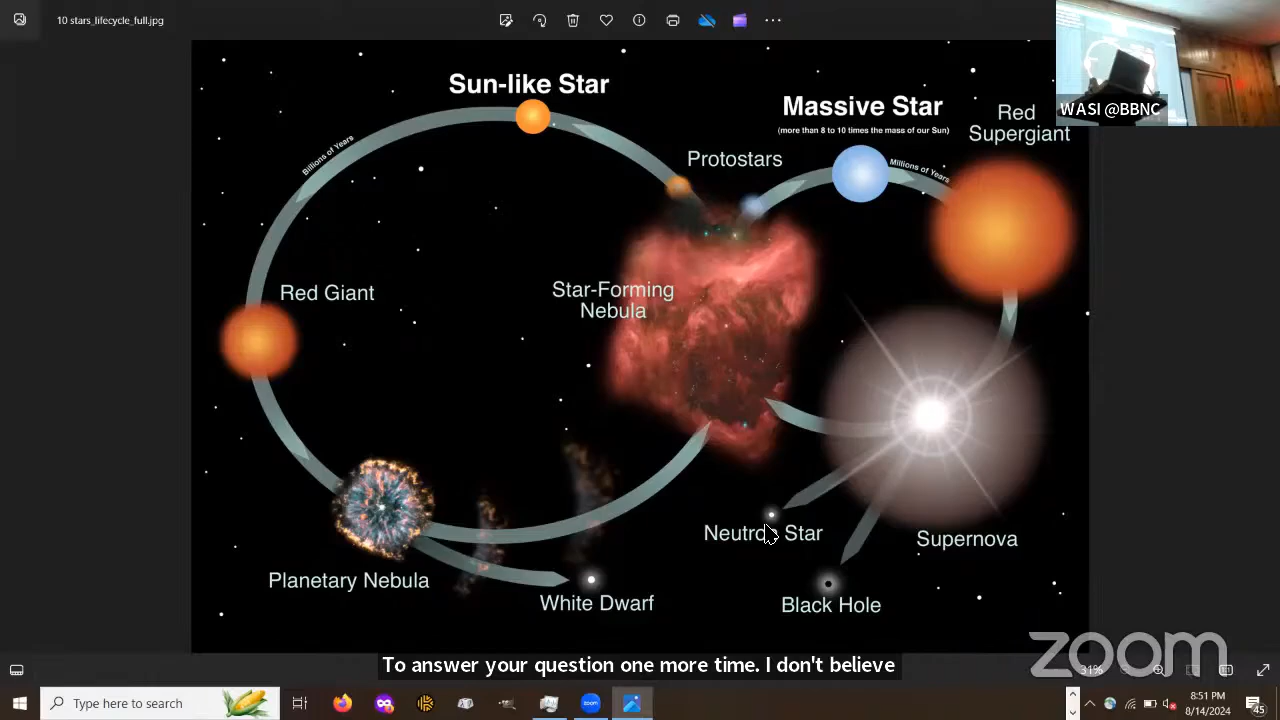 10 stars_lifecycle_full.jpg
WASI @BBNC
Sun-like Star
Massive Star
(more than 8 to 10 times the mass of our Sun)
Red
Supergiant
Billions of Years
Protostars
Millions of Years
Red Giant
Star-Forming
Nebula
Neutron Star
Supernova
Planetary Nebula
White Dwarf
Black Hole
zoom
To answer your question one more time. I don't believe
31%
Type here to search
8:51 PM
8/14/2024
45